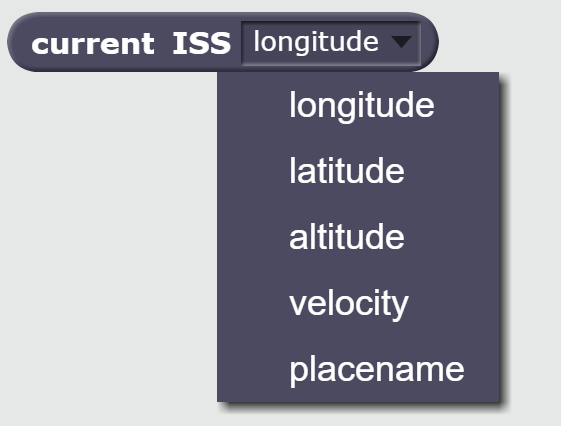 current ISS longitude
longitude
latitude
altitude
velocity
placename